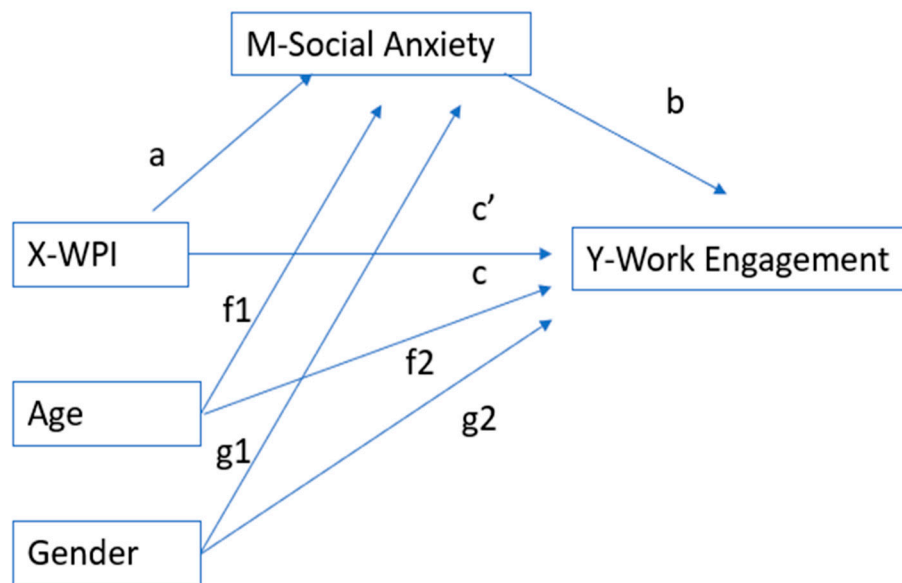 M-Social Anxiety
b
a
c’
X-WPI
Y-Work Engagement
c
f1
f2
Age
g2
g1
Gender